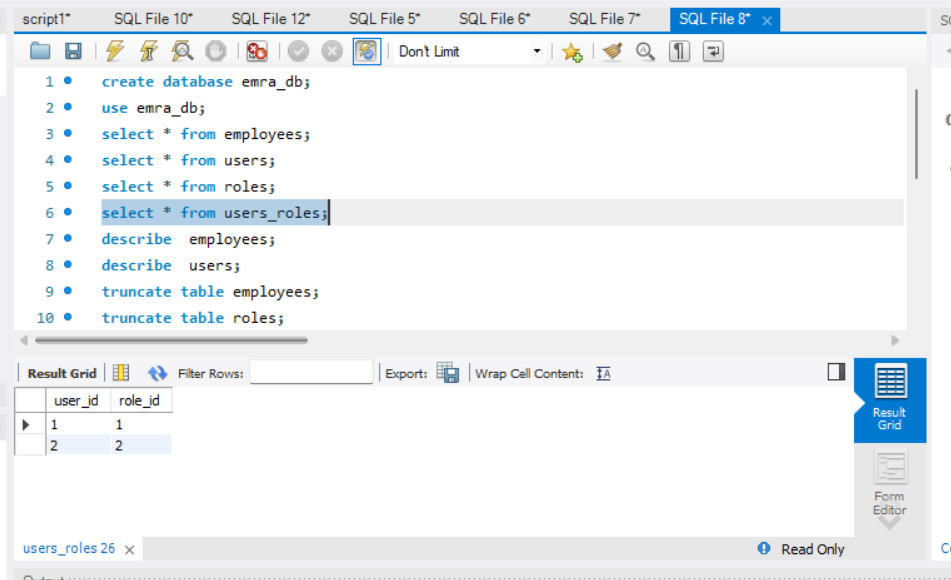 script1* SQL File 10* SQL File 12* SQL File 5* SQL File 6* SQL File 7* SQL File 8*
Don't Limit
1 create database emra_db;
2 use emra_db;
3 select * from employees;
4 select * from users;
5 select * from roles;
6 select * from users_roles;
7 describe  employees;
8 describe  users;
9 truncate table employees;
10 truncate table roles;
Result Grid Filter Rows: Export: Wrap Cell Content:
user_id role_id
1 1
2 2
Result
Grid
Form
Editor
users_roles 26 Read Only
Output